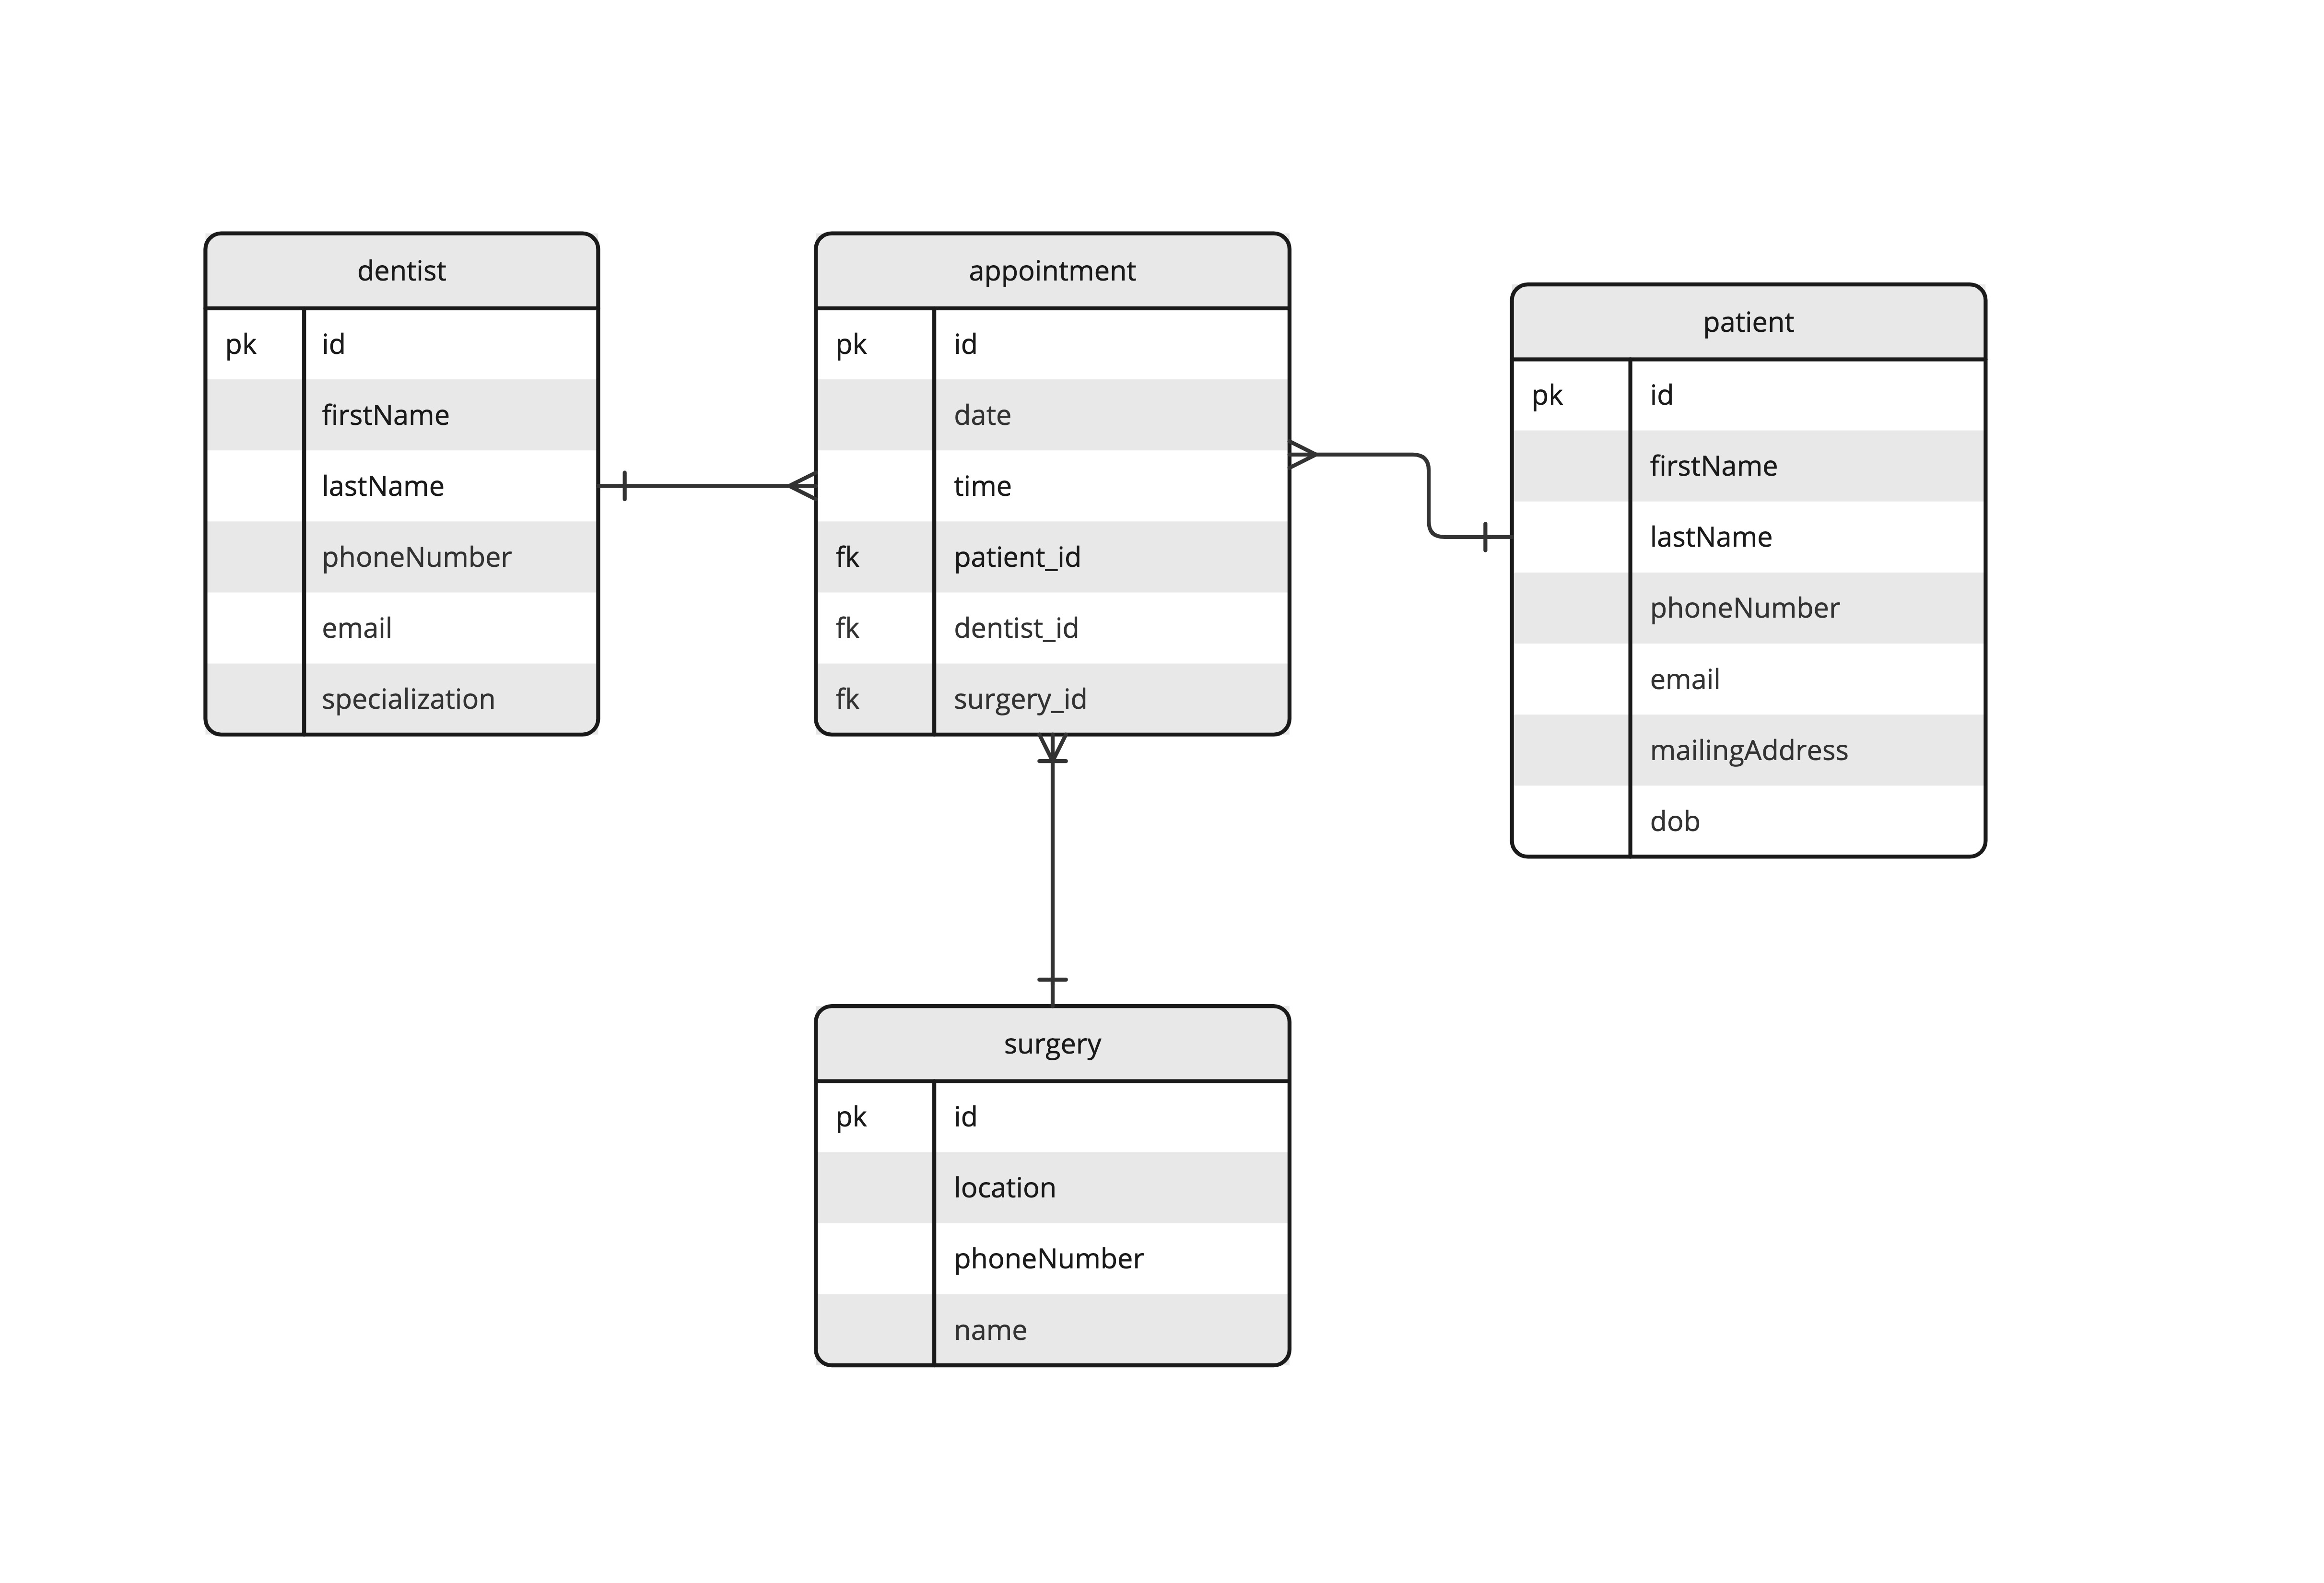 dentist
pk id
firstName
lastName
phoneNumber
email
specialization
appointment
pk id
date
time
fk patient_id
fk dentist_id
fk surgery_id
patient
pk id
firstName
lastName
phoneNumber
email
mailingAddress
dob
surgery
pk id
location
phoneNumber
name